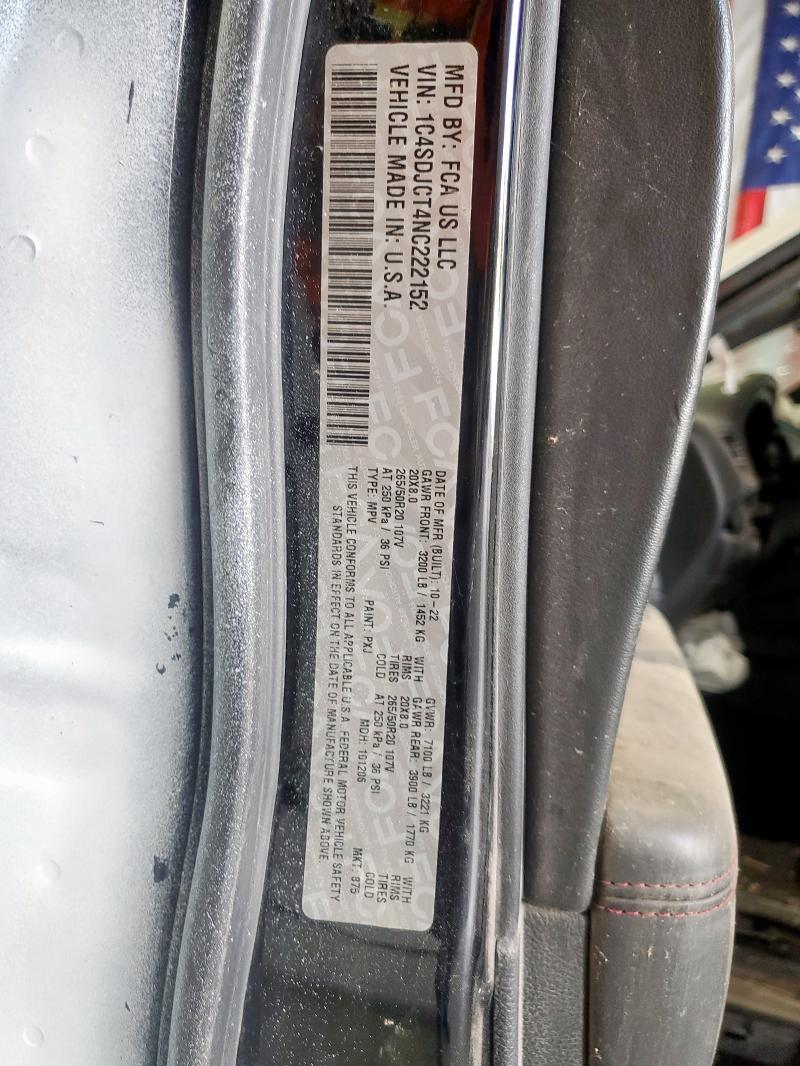 MFD BY: FCA US LLC
VIN: 1C4SDJCT4NC222152
VEHICLE MADE IN: U.S.A.
DATE OF MFR (BUILT): 10-22 GVWR: 7100 LB / 3221 KG
GAWR FRONT: 3200 LB / 1452 KG WITH GAWR REAR: 3900 LB / 1770 KG WITH
20X8.0 RIMS 20X8.0 RIMS
265/50R20 107V TIRES 265/50R20 107V TIRES
AT 250 kPa / 36 PSI COLD AT 250 kPa / 36 PSI COLD
TYPE: MPV PAINT: PXJ MDH: 101206 MKT: 875
THIS VEHICLE CONFORMS TO ALL APPLICABLE U.S.A. FEDERAL MOTOR VEHICLE SAFETY
STANDARDS IN EFFECT ON THE DATE OF MANUFACTURE SHOWN ABOVE.